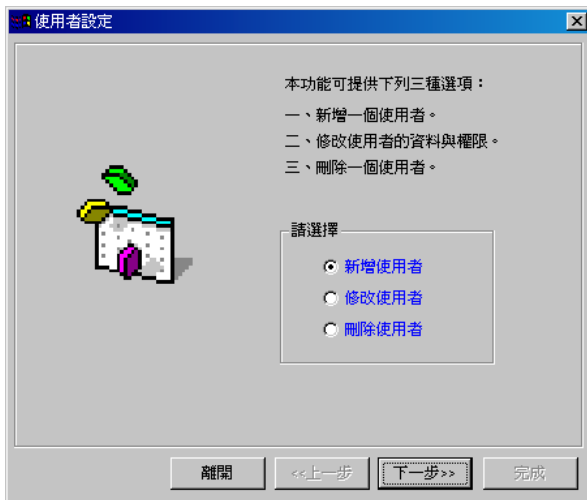 使用者設定
本功能可提供下列三種選項：
一、新增一個使用者。
二、修改使用者的資料與權限。
三、刪除一個使用者。
請選擇
新增使用者
修改使用者
刪除使用者
離開
<<上一步
下一步>>
完成